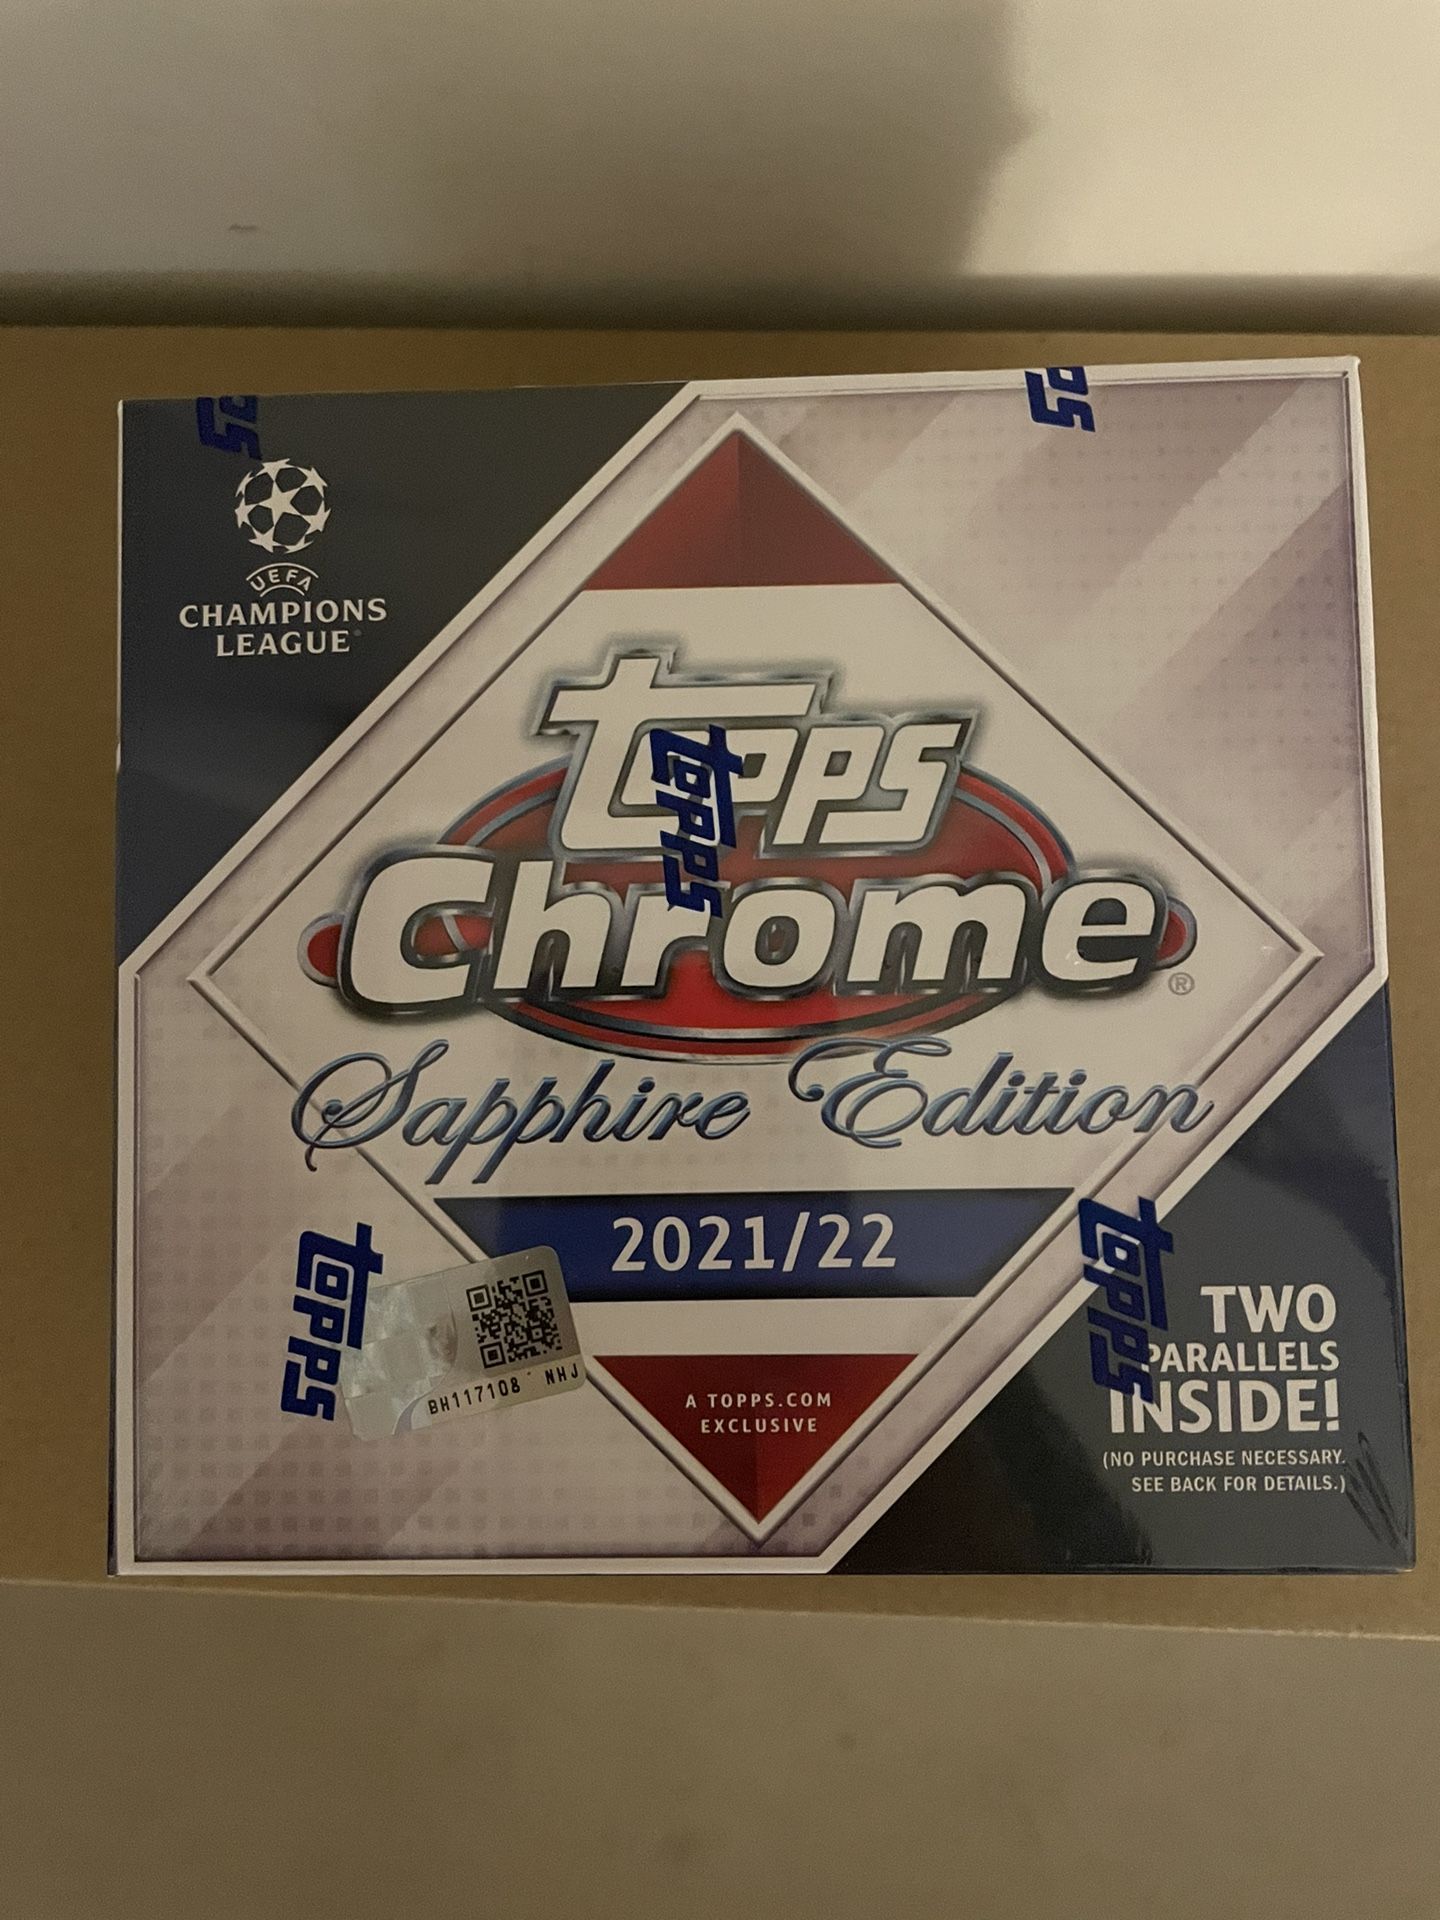 topps
topps
UEFA
CHAMPIONS
LEAGUE
topps
topps
Chrome®
Sapphire Edition
2021/22
topps
topps
BH117108 NHJ
A TOPPS.COM
EXCLUSIVE
TWO
PARALLELS
INSIDE!
(NO PURCHASE NECESSARY.
SEE BACK FOR DETAILS.)